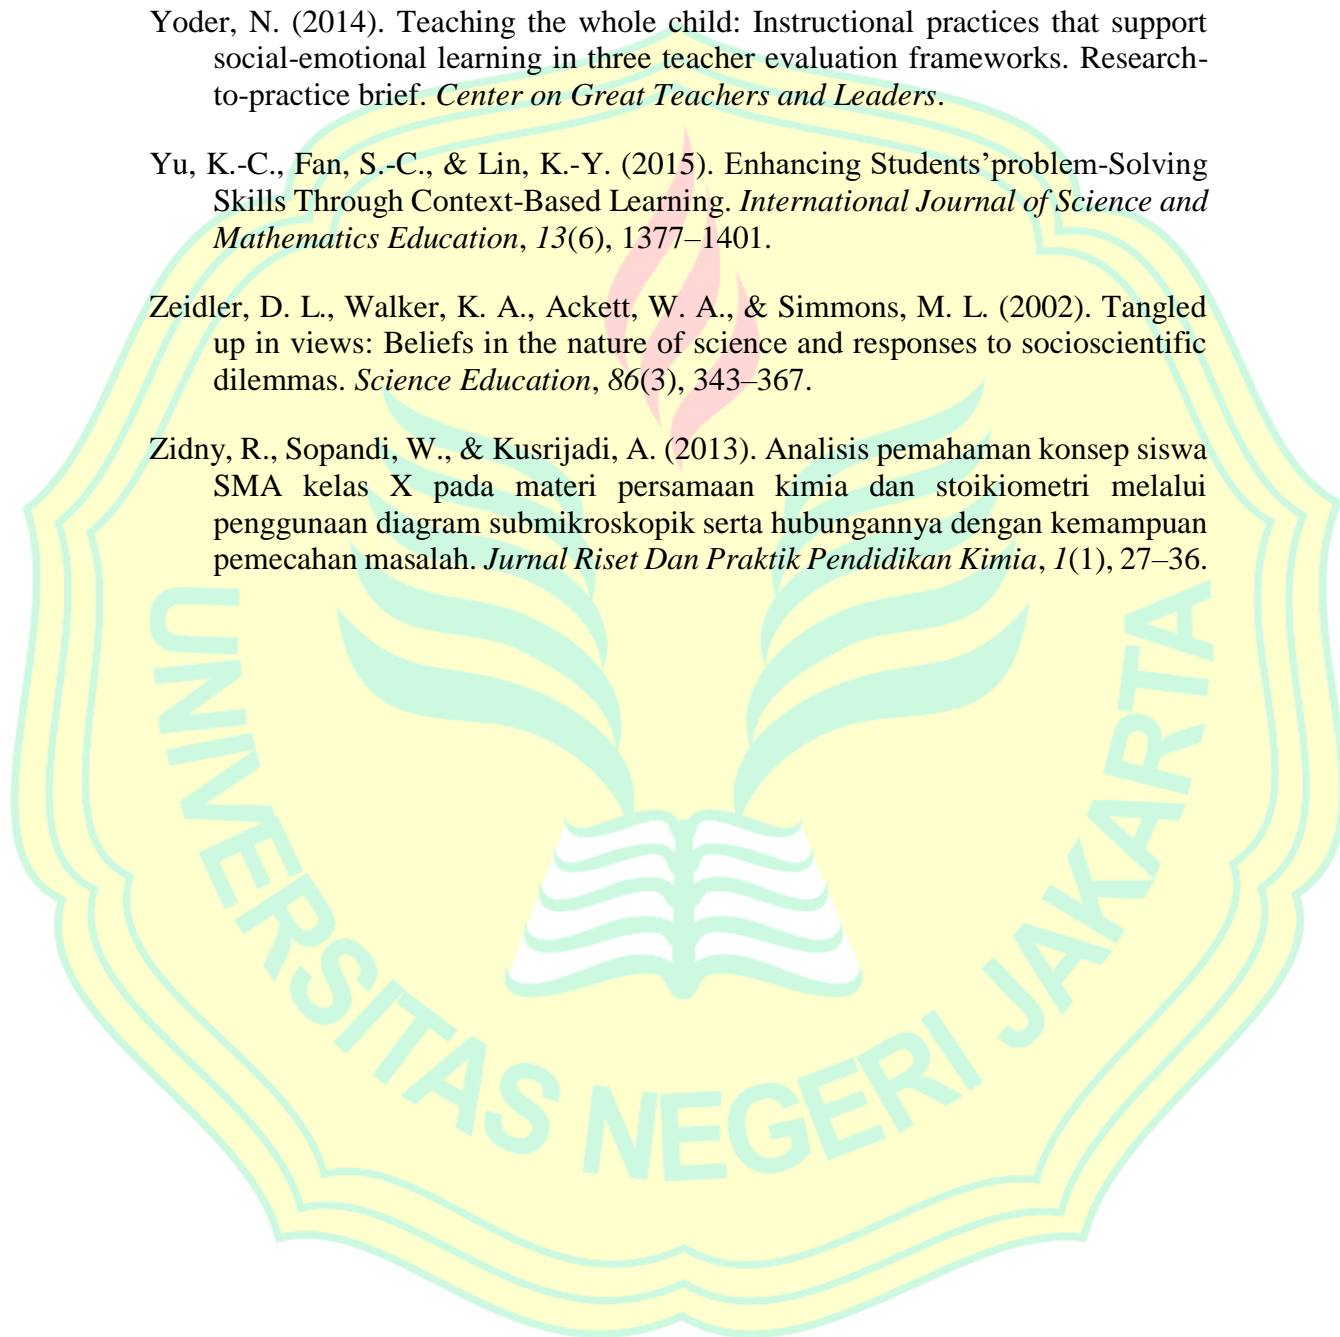 Yoder, N. (2014). Teaching the whole child: Instructional practices that support
social-emotional learning in three teacher evaluation frameworks. Research-
to-practice brief. Center on Great Teachers and Leaders.
Yu, K.-C., Fan, S.-C., & Lin, K.-Y. (2015). Enhancing Students'problem-Solving
Skills Through Context-Based Learning. International Journal of Science and
Mathematics Education, 13(6), 1377–1401.
Zeidler, D. L., Walker, K. A., Ackett, W. A., & Simmons, M. L. (2002). Tangled
up in views: Beliefs in the nature of science and responses to socioscientific
dilemmas. Science Education, 86(3), 343–367.
Zidny, R., Sopandi, W., & Kusrijadi, A. (2013). Analisis pemahaman konsep siswa
SMA kelas X pada materi persamaan kimia dan stoikiometri melalui
penggunaan diagram submikroskopik serta hubungannya dengan kemampuan
pemecahan masalah. Jurnal Riset Dan Praktik Pendidikan Kimia, 1(1), 27–36.
UNIVERSITAS NEGERI JAKARTA